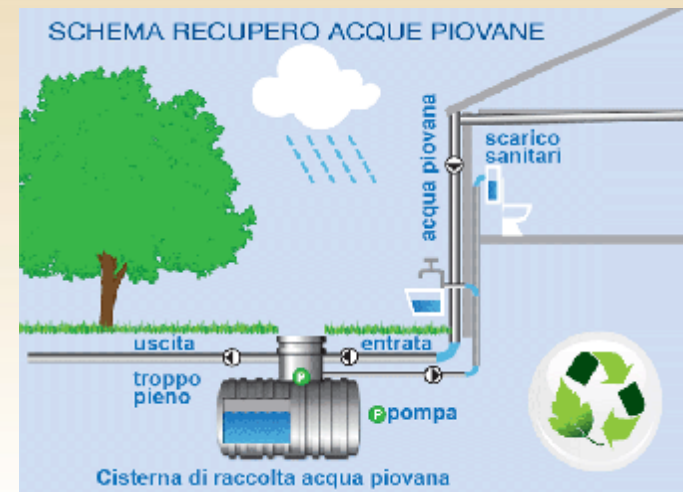 SCHEMA RECUPERO ACQUE PIOVANE
acqua piovana
scarico
sanitari
uscita
entrata
troppo
pieno
P
P pompa
Cisterna di raccolta acqua piovana